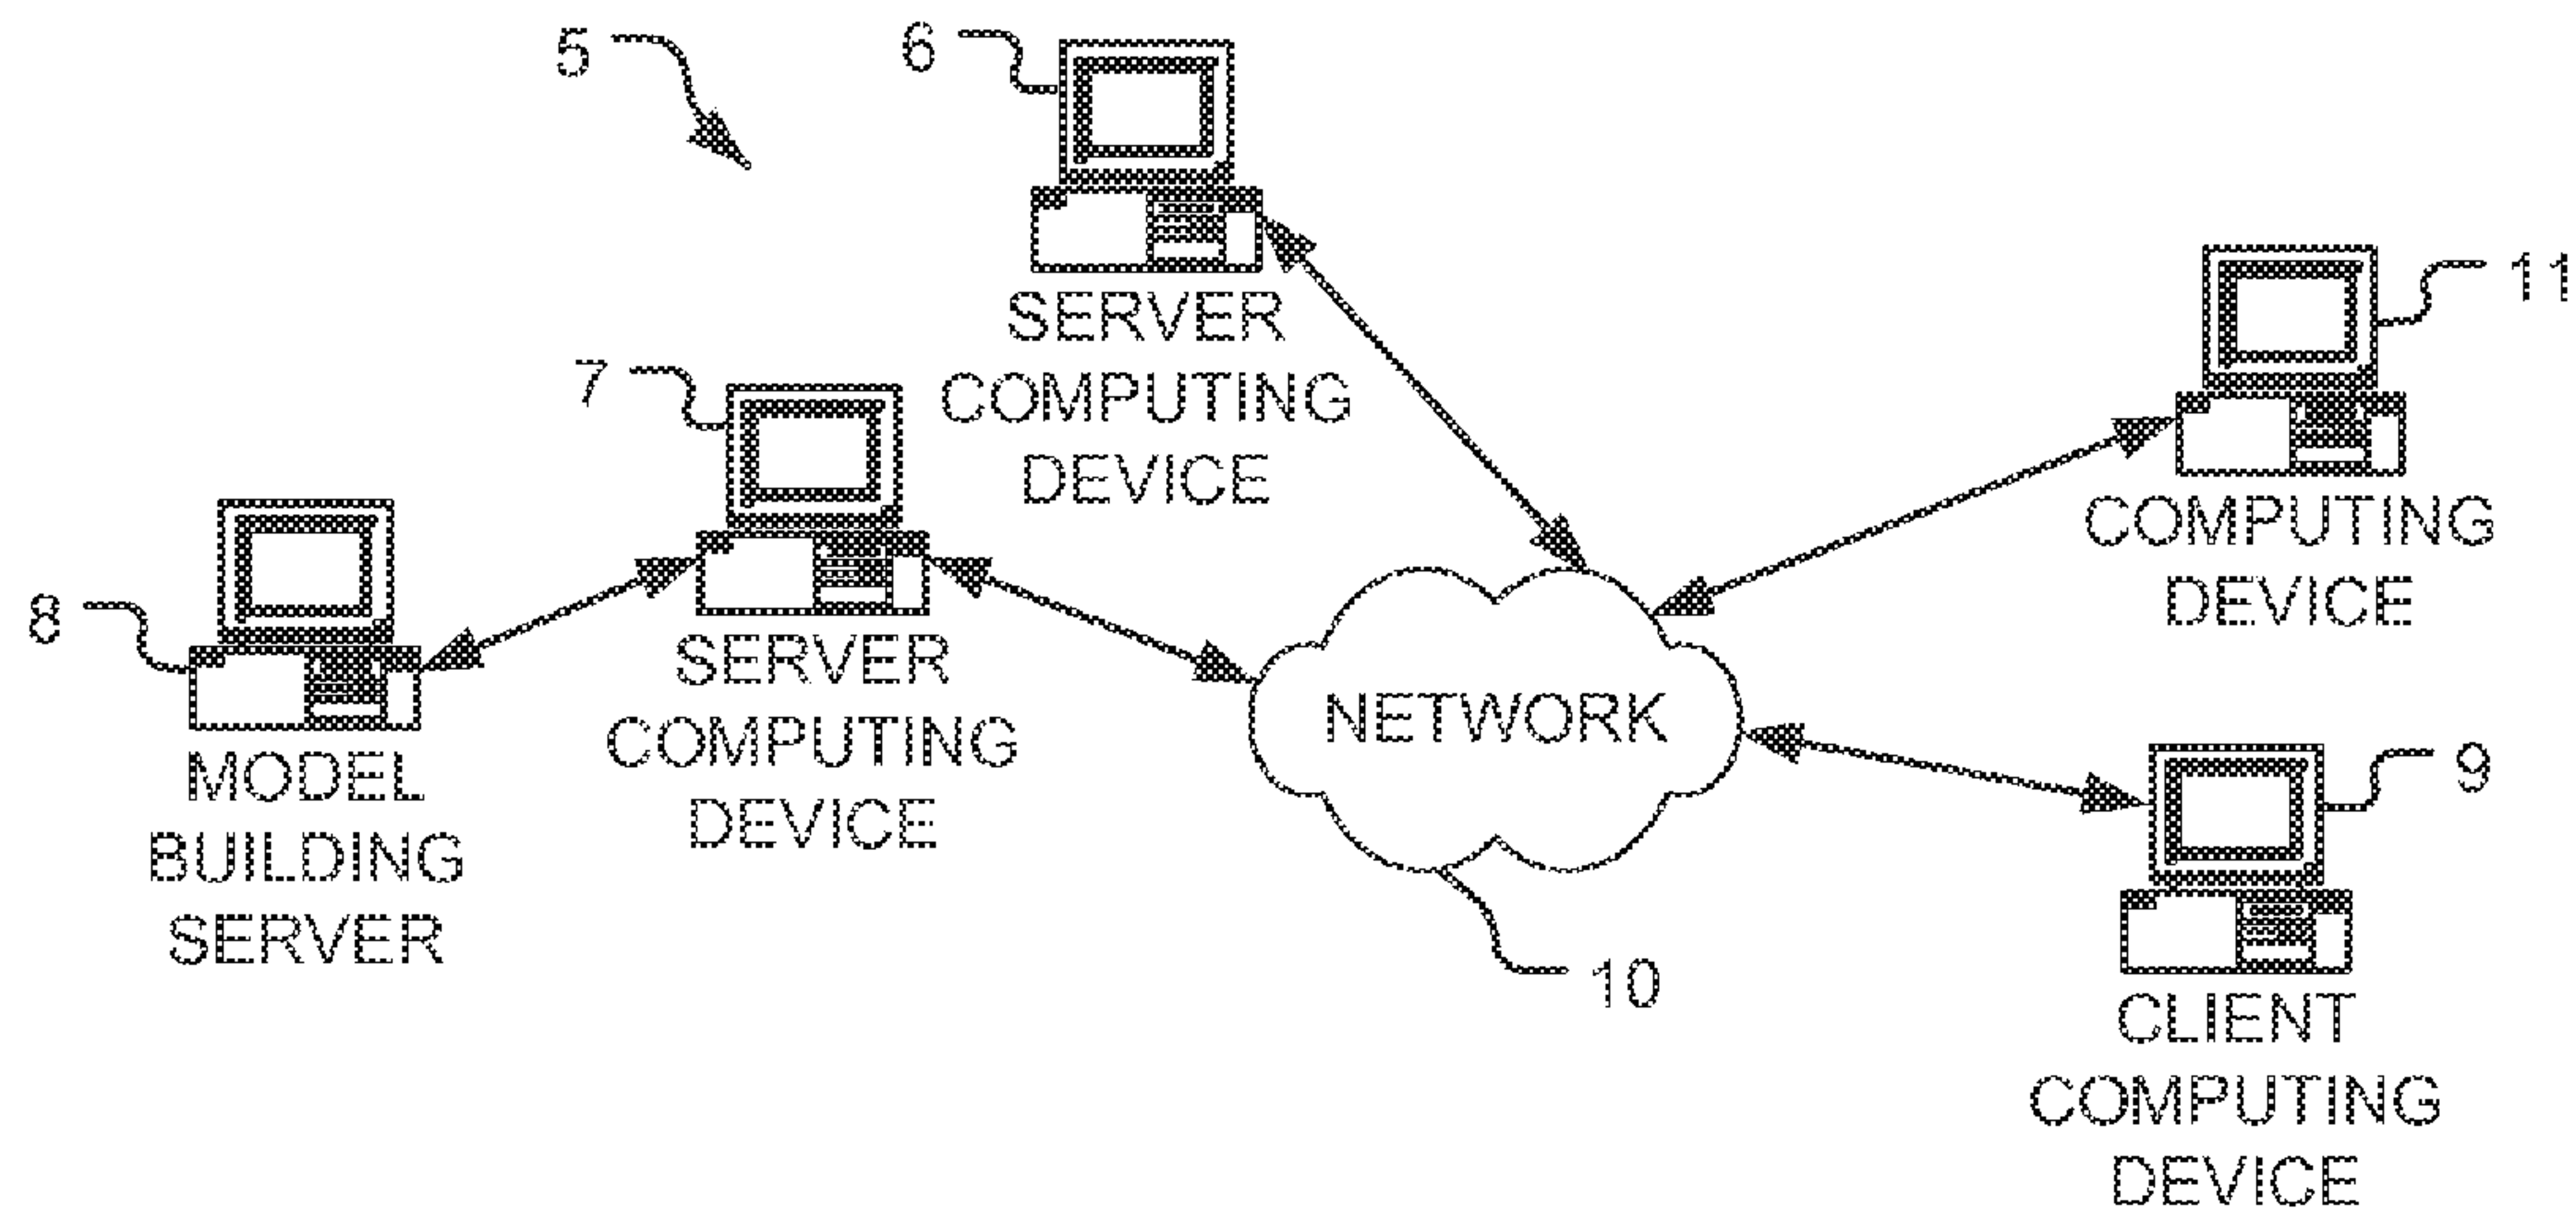 5
6
SERVER
COMPUTING
DEVICE
11
COMPUTING
DEVICE
7
SERVER
COMPUTING
DEVICE
8
MODEL
BUILDING
SERVER
NETWORK
10
9
CLIENT
COMPUTING
DEVICE